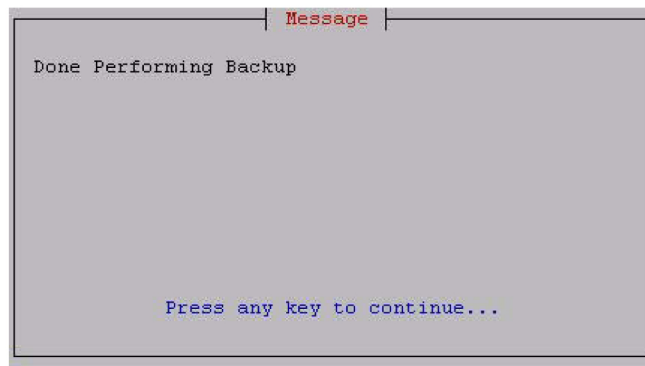 Message
Done Performing Backup
Press any key to continue...